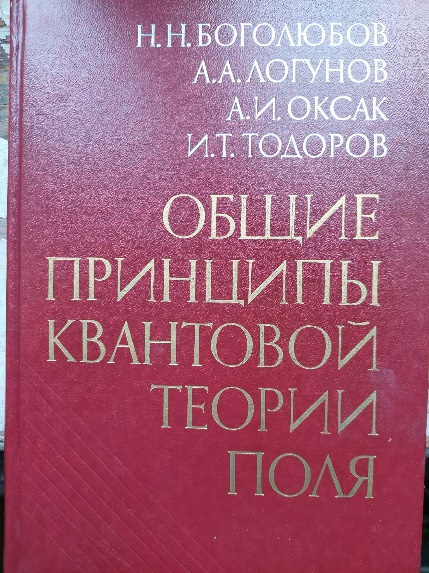 Н.Н.БОГОЛЮБОВ
А.А.ЛОГУНОВ
А.И.ОКСАК
И.Т.ТОДОРОВ
ОБЩИЕ
ПРИНЦИПЫ
КВАНТОВОЙ
ТЕОРИИ
ПОЛЯ